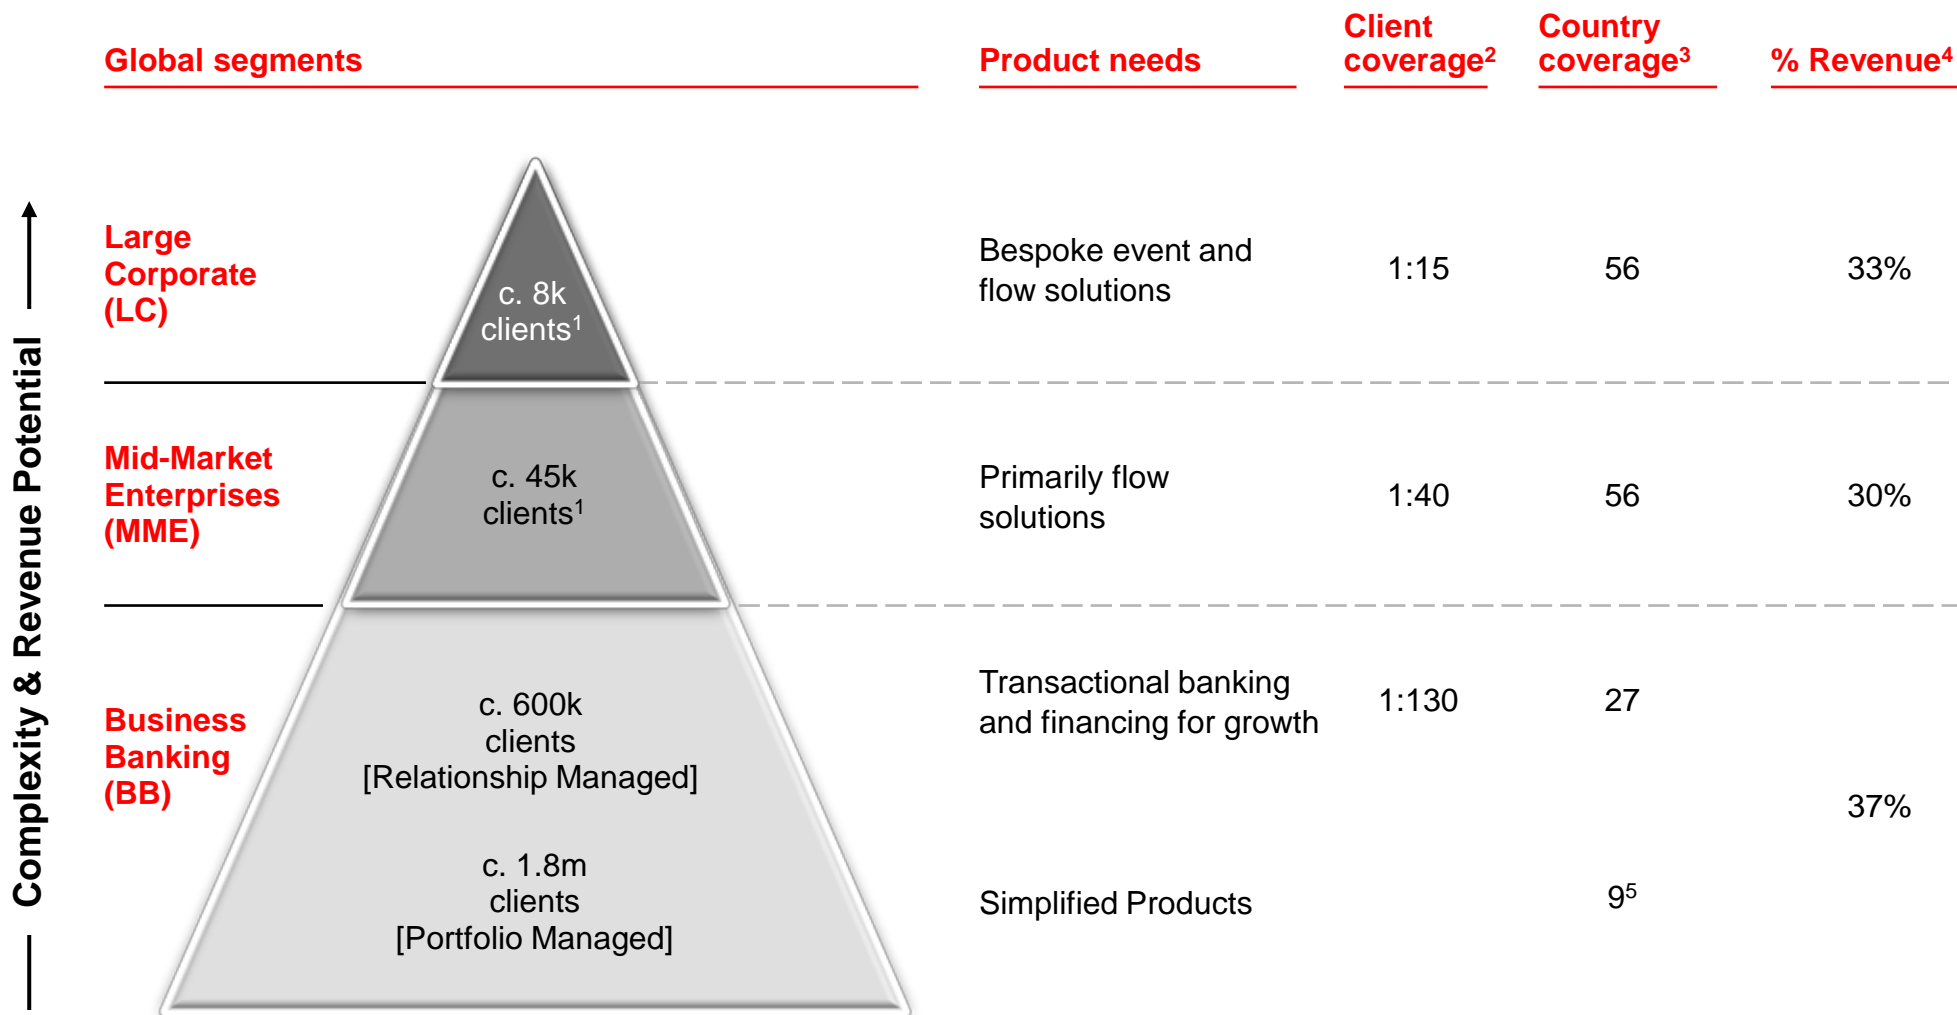 Global segments
Product needs
Client
coverage²
Country
coverage³
% Revenue⁴
Complexity & Revenue Potential
Large
Corporate
(LC)
c. 8k
clients¹
Bespoke event and
flow solutions
1:15
56
33%
Mid-Market
Enterprises
(MME)
c. 45k
clients¹
Primarily flow
solutions
1:40
56
30%
Business
Banking
(BB)
c. 600k
clients
[Relationship Managed]
Transactional banking
and financing for growth
1:130
27
37%
c. 1.8m
clients
[Portfolio Managed]
Simplified Products
9⁵